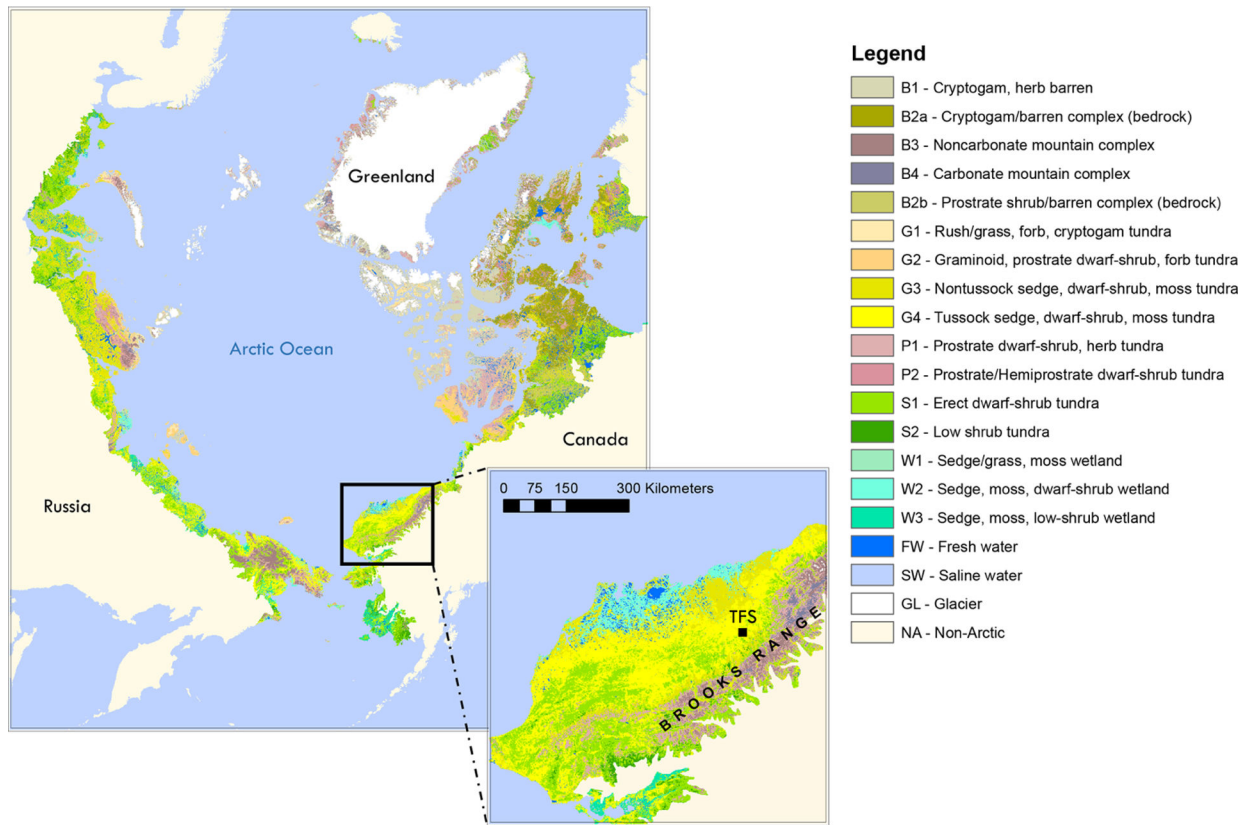 Greenland
Arctic Ocean
Canada
Russia
0 75 150 300 Kilometers
TFS
BROOKS RANGE
Legend
B1 - Cryptogam, herb barren
B2a - Cryptogam/barren complex (bedrock)
B3 - Noncarbonate mountain complex
B4 - Carbonate mountain complex
B2b - Prostrate shrub/barren complex (bedrock)
G1 - Rush/grass, forb, cryptogam tundra
G2 - Graminoid, prostrate dwarf-shrub, forb tundra
G3 - Nontussock sedge, dwarf-shrub, moss tundra
G4 - Tussock sedge, dwarf-shrub, moss tundra
P1 - Prostrate dwarf-shrub, herb tundra
P2 - Prostrate/Hemiprostrate dwarf-shrub tundra
S1 - Erect dwarf-shrub tundra
S2 - Low shrub tundra
W1 - Sedge/grass, moss wetland
W2 - Sedge, moss, dwarf-shrub wetland
W3 - Sedge, moss, low-shrub wetland
FW - Fresh water
SW - Saline water
GL - Glacier
NA - Non-Arctic